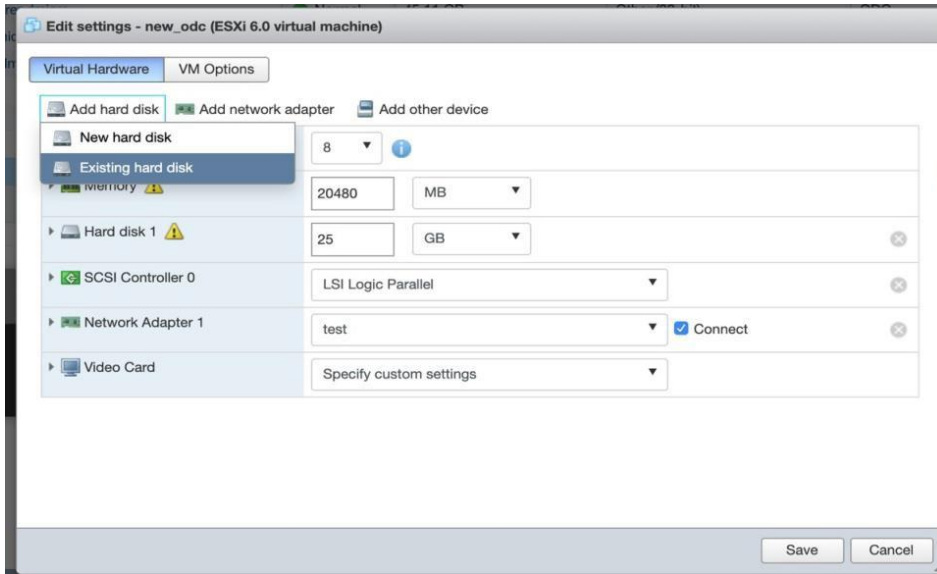 Edit settings - new_odc (ESXi 6.0 virtual machine)
Virtual Hardware VM Options
Add hard disk Add network adapter Add other device
New hard disk
8
Existing hard disk
Memory
20480 MB
Hard disk 1
25 GB
SCSI Controller 0
LSI Logic Parallel
Network Adapter 1
test Connect
Video Card
Specify custom settings
Save Cancel